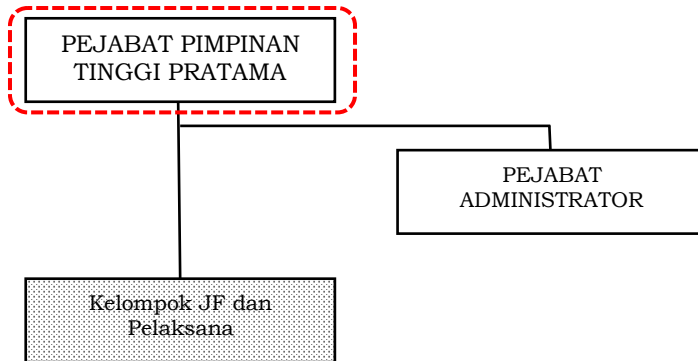 PEJABAT PIMPINAN
TINGGI PRATAMA
PEJABAT
ADMINISTRATOR
Kelompok JF dan
Pelaksana